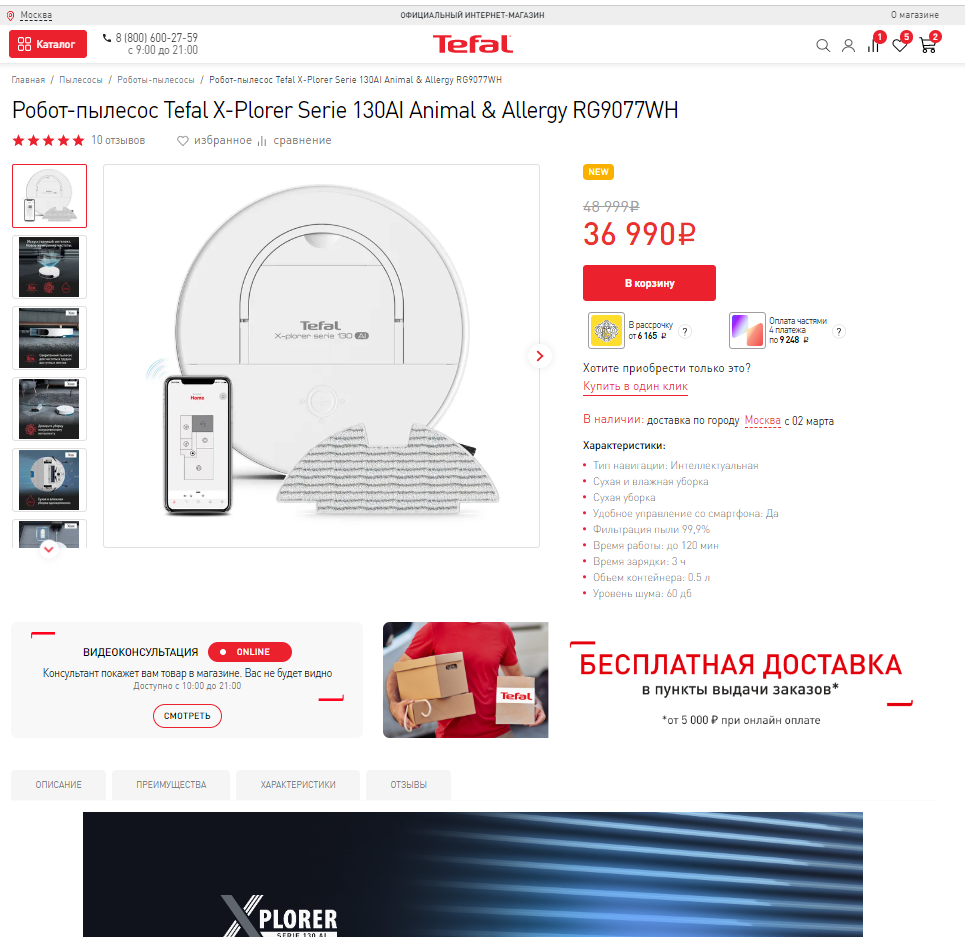 Москва
ОФИЦИАЛЬНЫЙ ИНТЕРНЕТ-МАГАЗИН
О магазине
Каталог
8 (800) 600-27-59
с 9:00 до 21:00
Tefal
1
5
2
Главная / Пылесосы / Роботы-пылесосы / Робот-пылесос Tefal X-Plorer Serie 130AI Animal & Allergy RG9077WH
Робот-пылесос Tefal X-Plorer Serie 130AI Animal & Allergy RG9077WH
10 отзывов
избранное
сравнение
Tefal
X-plorer serie 130 AI
Home
NEW
48 999₽
36 990₽
В корзину
В рассрочку
от 6 165 ₽
?
Оплата частями
4 платежа
по 9 248 ₽
?
Хотите приобрести только это?
Купить в один клик
В наличии: доставка по городу Москва с 02 марта
Характеристики:
Тип навигации: Интеллектуальная
Сухая и влажная уборка
Сухая уборка
Удобное управление со смартфона: Да
Фильтрация пыли 99,9%
Время работы: до 120 мин
Время зарядки: 3 ч
Объем контейнера: 0.5 л
Уровень шума: 60 дб
ВИДЕОКОНСУЛЬТАЦИЯ
ONLINE
Консультант покажет вам товар в магазине. Вас не будет видно
Доступно с 10:00 до 21:00
СМОТРЕТЬ
Tefal
БЕСПЛАТНАЯ ДОСТАВКА
в пункты выдачи заказов*
*от 5 000 ₽ при онлайн оплате
ОПИСАНИЕ
ПРЕИМУЩЕСТВА
ХАРАКТЕРИСТИКИ
ОТЗЫВЫ
XPLORER
SERIE 130 AI